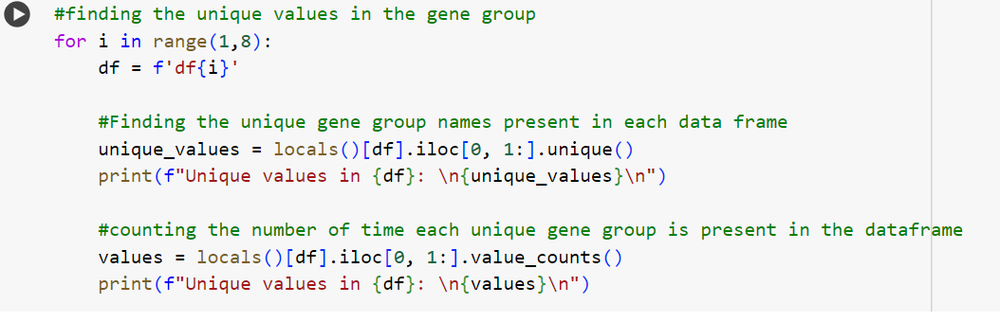 #finding the unique values in the gene group
for i in range(1,8):
    df = f'df{i}'
    #Finding the unique gene group names present in each data frame
    unique_values = locals()[df].iloc[0, 1:].unique()
    print(f"Unique values in {df}: \n{unique_values}\n")
    #counting the number of time each unique gene group is present in the dataframe
    values = locals()[df].iloc[0, 1:].value_counts()
    print(f"Unique values in {df}: \n{values}\n")